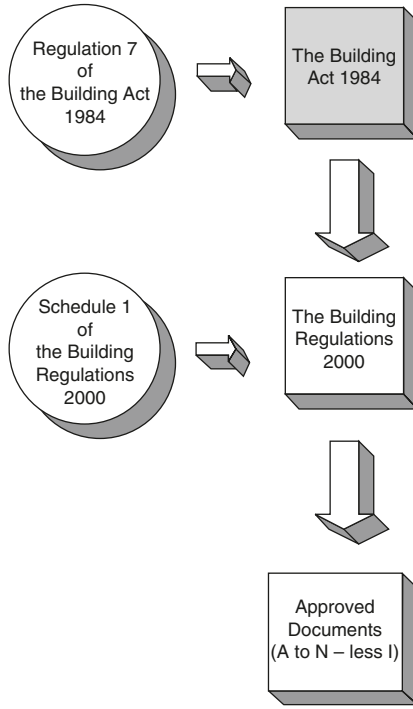 Regulation 7
of
the Building Act
1984
The Building
Act 1984
Schedule 1
of
the Building
Regulations
2000
The Building
Regulations
2000
Approved
Documents
(A to N – less I)